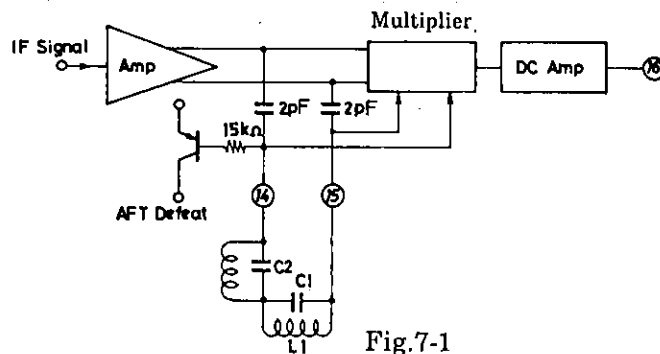 Multiplier
IF Signal
Amp
DC Amp
16
2pF
2pF
15kΩ
14
15
AFT Defeat
C2
C1
L1
Fig.7-1